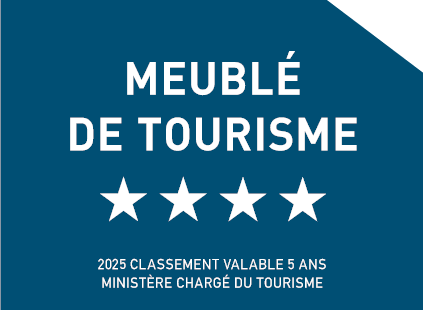 MEUBLÉ
DE TOURISME
2025 CLASSEMENT VALABLE 5 ANS
MINISTÈRE CHARGÉ DU TOURISME